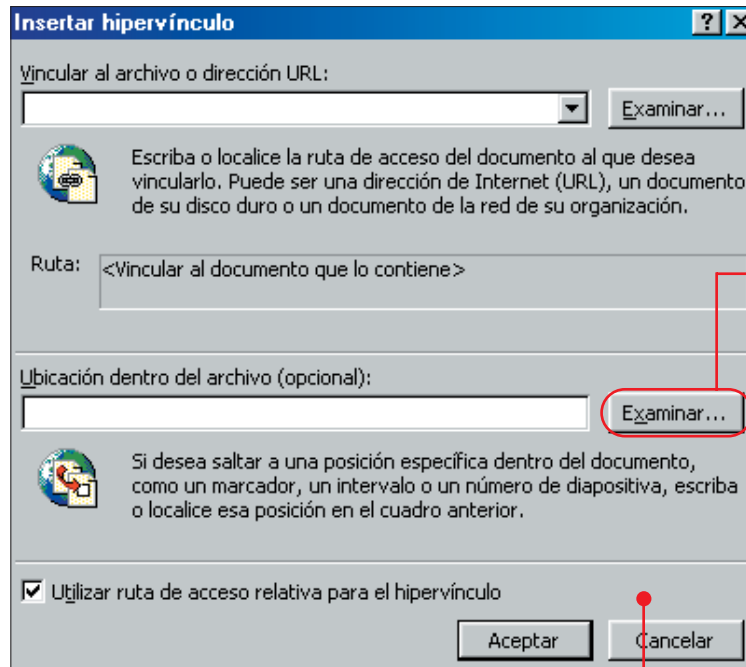 Insertar hipervínculo
Vincular al archivo o dirección URL:
Examinar...
Escriba o localice la ruta de acceso del documento al que desea
vincularlo. Puede ser una dirección de Internet (URL), un documento
de su disco duro o un documento de la red de su organización.
Ruta: <Vincular al documento que lo contiene>
Ubicación dentro del archivo (opcional):
Examinar...
Si desea saltar a una posición específica dentro del documento,
como un marcador, un intervalo o un número de diapositiva, escriba
o localice esa posición en el cuadro anterior.
Utilizar ruta de acceso relativa para el hipervínculo
Aceptar Cancelar